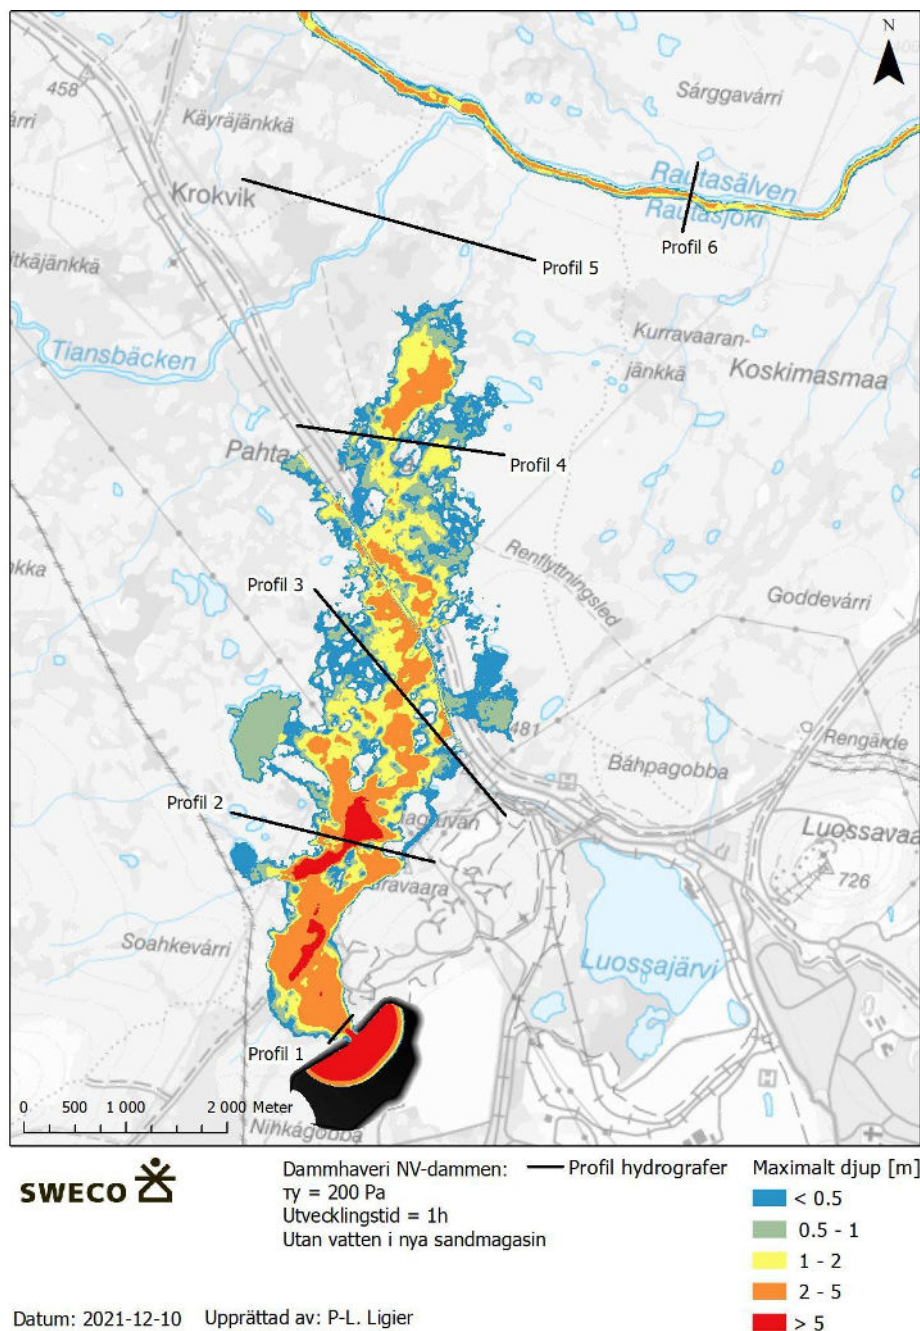 N
458
Sárggavárri
Käyräjänkkä
Krokvik
Rautasälven
Rautasjoki
Profil 6
Profil 5
Kurravaaran-
jänkkä
Koskimasmaa
Tiansbäcken
Pahta
Profil 4
Renflyttningsled
Profil 3
Goddevárri
481
Rengärde
Báhpagobba
Profil 2
726
Soahkevárri
Luossajärvi
Profil 1
0 500 1 000 2 000 Meter
Nihkágobba
SWECO
Dammhaveri NV-dammen:
τy = 200 Pa
Utvecklingstid = 1h
Utan vatten i nya sandmagasin
Profil hydrografer
Maximalt djup [m]
< 0.5
0.5 - 1
1 - 2
2 - 5
> 5
Datum: 2021-12-10 Upprättad av: P-L. Ligier